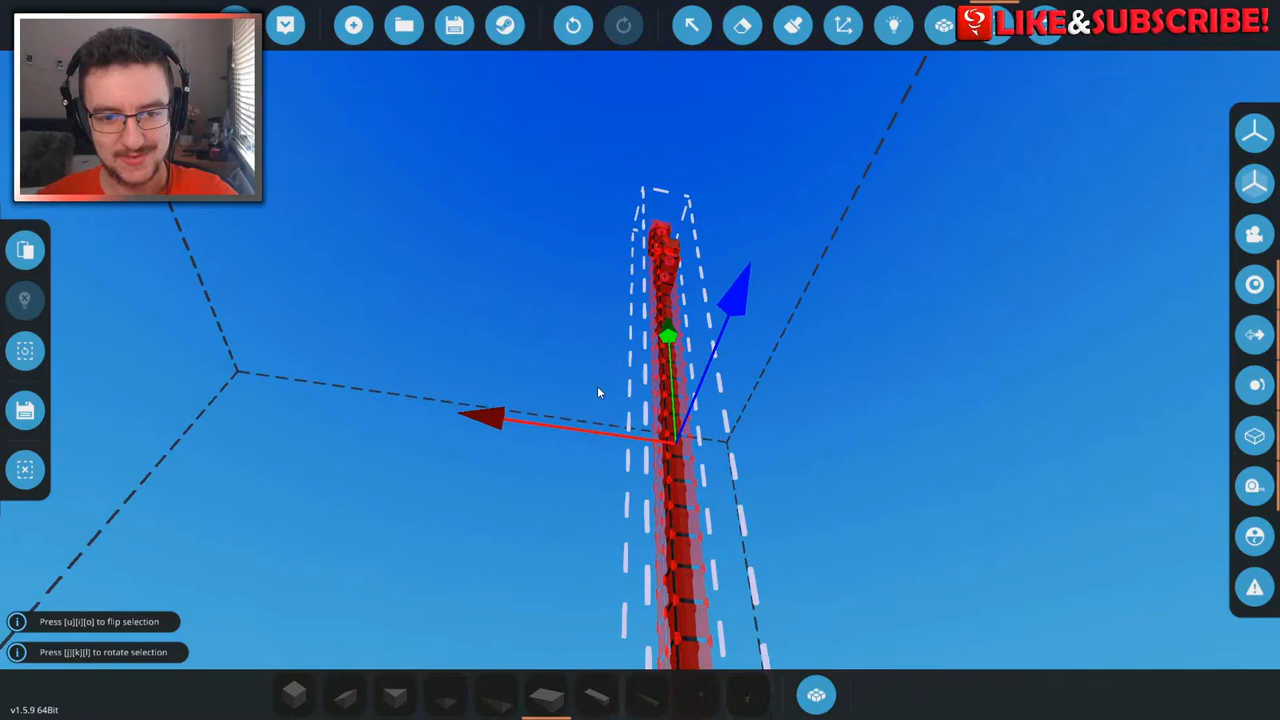 LIKE&SUBSCRIBE!
Press [u][i][o] to flip selection
Press [j][k][l] to rotate selection
v1.5.9 64Bit